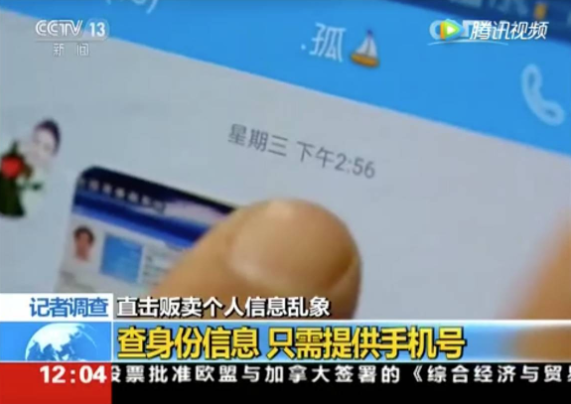 CCTV 13
新闻
腾讯视频
.孤
星期三 下午2:56
记者调查
直击贩卖个人信息乱象
查身份信息 只需提供手机号
12:04
投票批准欧盟与加拿大签署的《综合经济与贸易